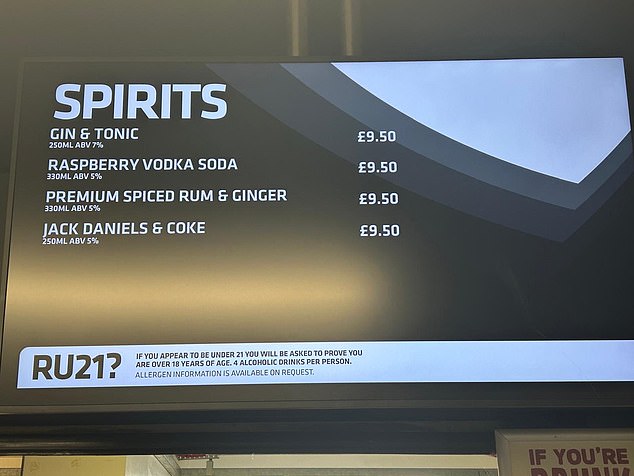 SPIRITS
GIN & TONIC £9.50
250ML ABV 7%
RASPBERRY VODKA SODA £9.50
330ML ABV 5%
PREMIUM SPICED RUM & GINGER £9.50
330ML ABV 5%
JACK DANIELS & COKE £9.50
250ML ABV 5%
RU21?
IF YOU APPEAR TO BE UNDER 21 YOU WILL BE ASKED TO PROVE YOU
ARE OVER 18 YEARS OF AGE. 4 ALCOHOLIC DRINKS PER PERSON.
ALLERGEN INFORMATION IS AVAILABLE ON REQUEST.
IF YOU'RE